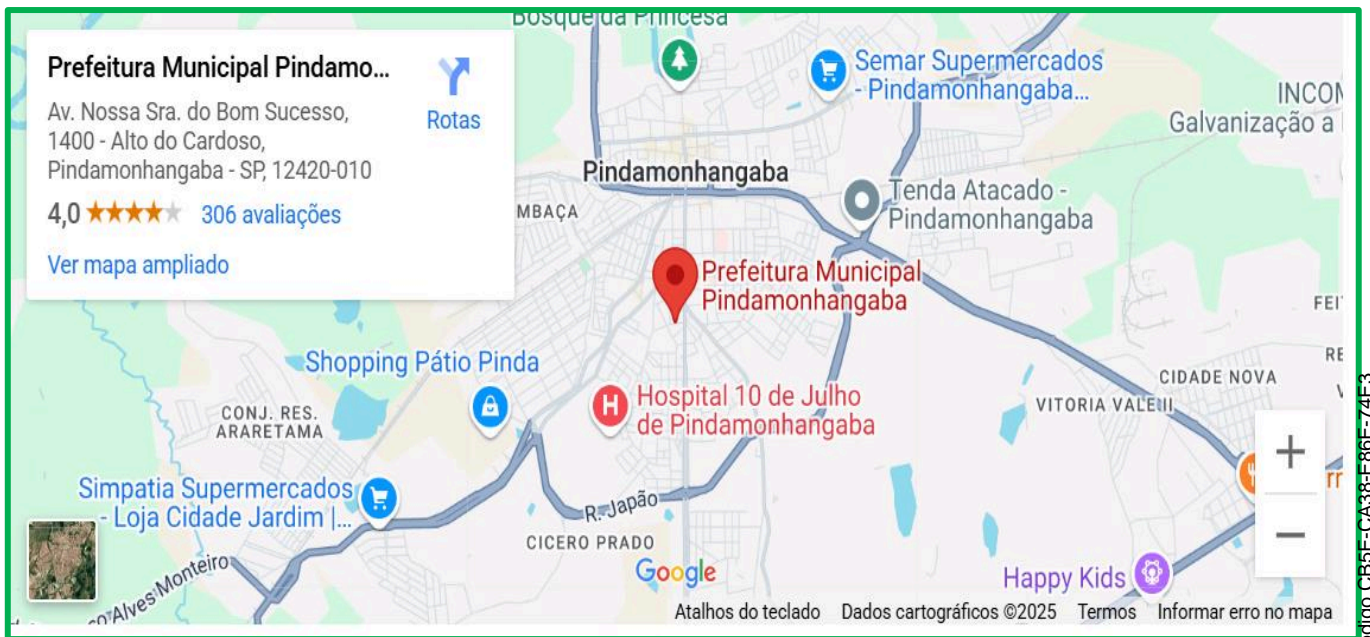 Bosque da Princesa
Prefeitura Municipal Pindamo...
Av. Nossa Sra. do Bom Sucesso,
1400 - Alto do Cardoso,
Pindamonhangaba - SP, 12420-010
4,0
306 avaliações
Ver mapa ampliado
Rotas
Semar Supermercados
- Pindamonhangaba...
Galvanização a
Pindamonhangaba
Tenda Atacado -
Pindamonhangaba
Prefeitura Municipal
Pindamonhangaba
Shopping Pátio Pinda
CONJ. RES.
ARARETAMA
Hospital 10 de Julho
de Pindamonhangaba
CIDADE NOVA
VITORIA VALE II
Simpatia Supermercados
- Loja Cidade Jardim |...
R. Japão
CICERO PRADO
Alves Monteiro
Google
Happy Kids
Atalhos do teclado Dados cartográficos ©2025 Termos Informar erro no mapa